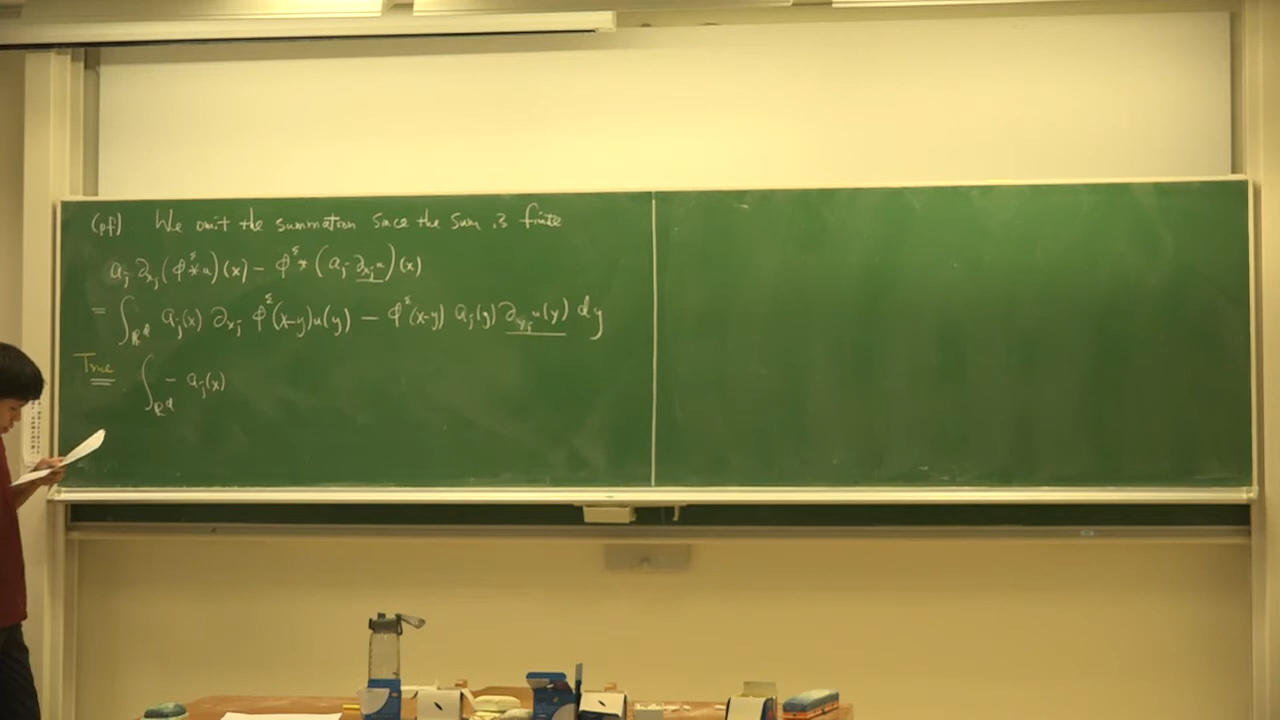 (pf) We omit the summation since the sum is finite
a_j ∂_{x_j}(φ^ε * u)(x) − φ^ε * (a_j ∂_{x_j} u)(x)
= ∫_{ℝ^d} a_j(x) ∂_{x_j} φ^ε(x−y)u(y) − φ^ε(x−y) a_j(y) ∂_{y_j} u(y) dy
True ∫_{ℝ^d} − a_j(x)